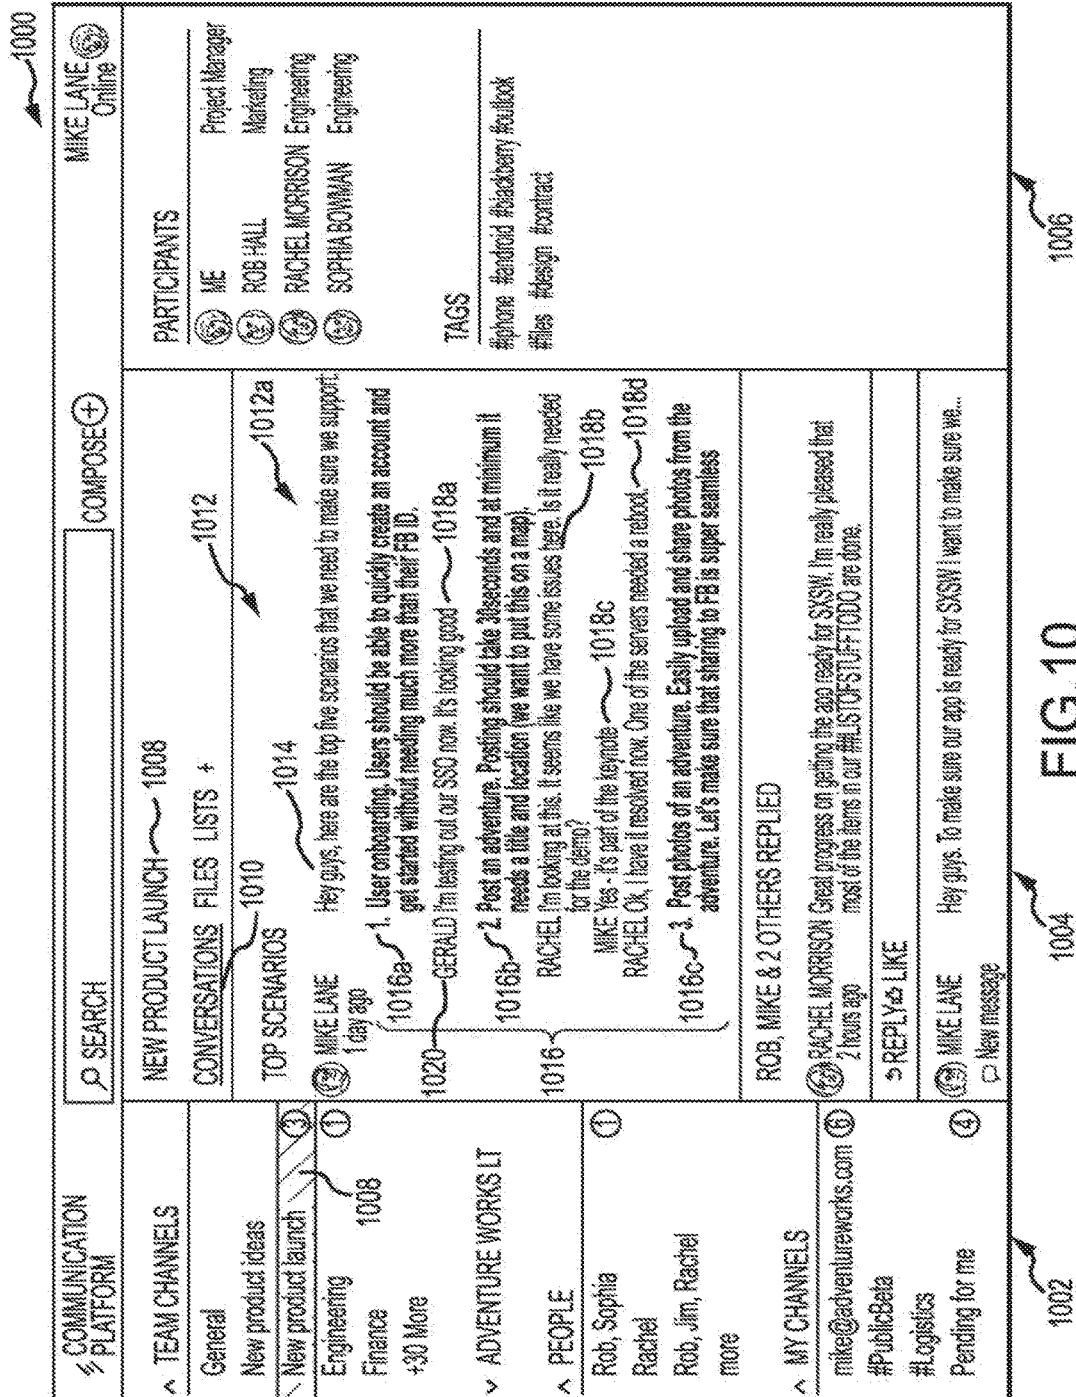 1000
COMMUNICATION
PLATFORM
SEARCH
COMPOSE
MIKE LANE
Online
TEAM CHANNELS
General
New product ideas
New product launch 3
1008
Engineering 1
Finance
+30 More
ADVENTURE WORKS LT
PEOPLE
Rob, Sophia 1
Rachel
Rob, Jim, Rachel
more
MY CHANNELS
mike@adventureworks.com 6
#PublicBeta
#Logistics
Pending for me 4
1002
NEW PRODUCT LAUNCH 1008
1012
CONVERSATIONS FILES LISTS +
1010
1014
1012a
TOP SCENARIOS
MIKE LANE Hey guys, here are the top five scenarios that we need to make sure we support.
1 day ago
1016a 1. User onboarding. Users should be able to quickly create an account and
get started without needing much more than their FB ID.
1020 GERALD I'm testing out our SSO now. It's looking good 1018a
1016b 2. Post an adventure. Posting should take 30seconds and at minimum it
needs a title and location (we want to put this on a map).
1016
RACHEL I'm looking at this. It seems like we have some issues here. Is it really needed
for the demo?
1018b
MIKE Yes - it's part of the keynote 1018c
RACHEL Ok, I have it resolved now. One of the servers needed a reboot. 1018d
1016c 3. Post photos of an adventure. Easily upload and share photos from the
adventure. Let's make sure that sharing to FB is super seamless
ROB, MIKE & 2 OTHERS REPLIED
RACHEL MORRISON Great progress on getting the app ready for SXSW. I'm really pleased that
2 hours ago most of the items in our ##LISTOFSTUFFTODO are done.
REPLY LIKE
MIKE LANE Hey guys. To make sure our app is ready for SXSW I want to make sure we...
New message
1004
PARTICIPANTS
ME Project Manager
ROB HALL Marketing
RACHEL MORRISON Engineering
SOPHIA BOWMAN Engineering
TAGS
#iphone #android #blackberry #outlook
#files #design #contract
1006
FIG.10